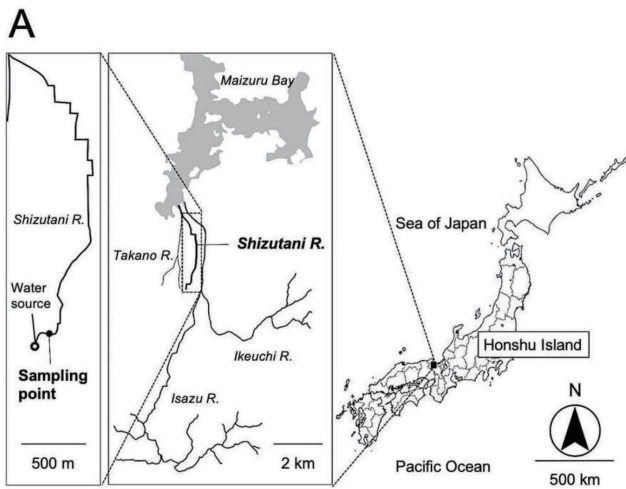 A
Shizutani R.
Water
source
Sampling
point
500 m
Maizuru Bay
Takano R.
Shizutani R.
Ikeuchi R.
Isazu R.
2 km
Sea of Japan
Honshu Island
Pacific Ocean
N
500 km